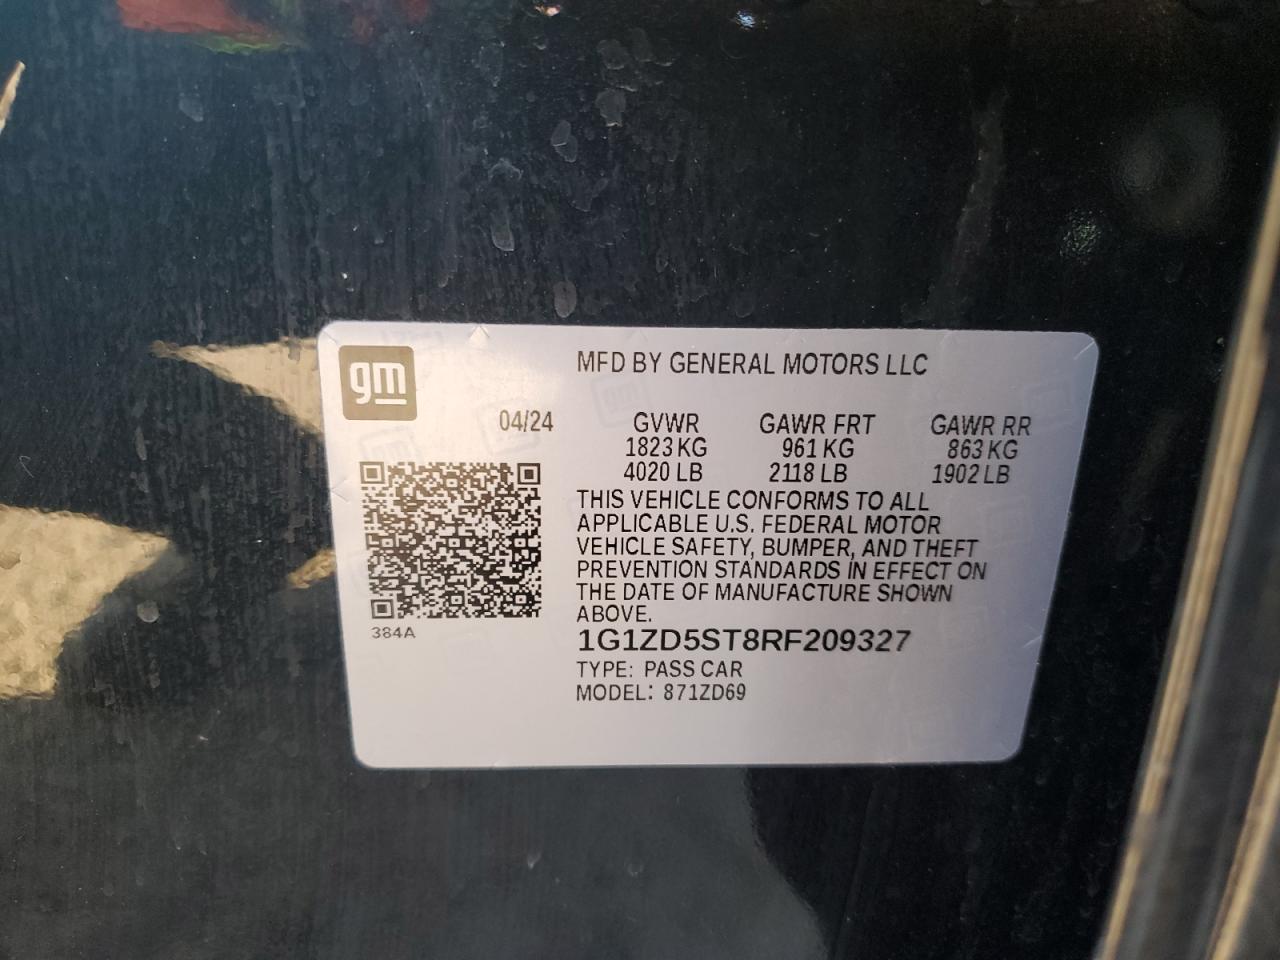 gm
MFD BY GENERAL MOTORS LLC
04/24 GVWR GAWR FRT GAWR RR
1823 KG 961 KG 863 KG
4020 LB 2118 LB 1902 LB
THIS VEHICLE CONFORMS TO ALL
APPLICABLE U.S. FEDERAL MOTOR
VEHICLE SAFETY, BUMPER, AND THEFT
PREVENTION STANDARDS IN EFFECT ON
THE DATE OF MANUFACTURE SHOWN
ABOVE.
384A
1G1ZD5ST8RF209327
TYPE: PASS CAR
MODEL: 871ZD69